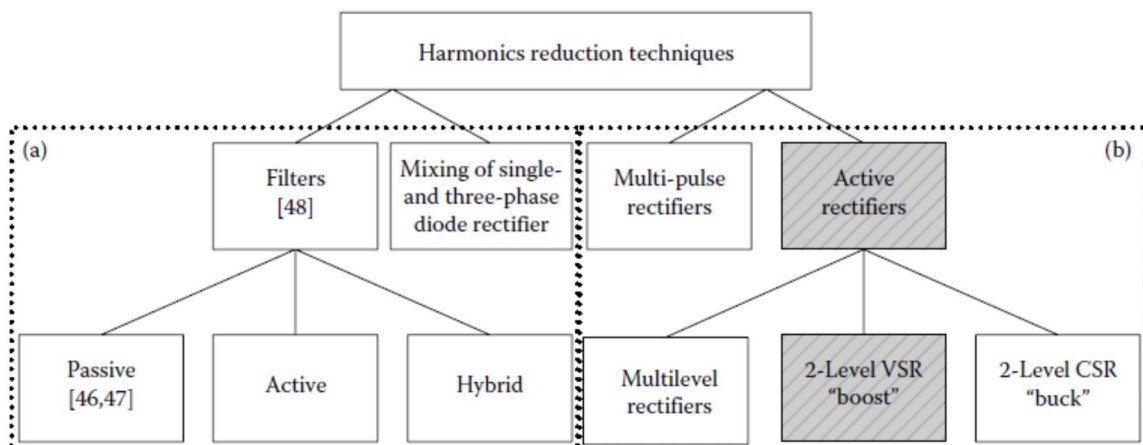 Harmonics reduction techniques
(a)
(b)
Filters
[48]
Mixing of single-
and three-phase
diode rectifier
Multi-pulse
rectifiers
Active
rectifiers
Passive
[46,47]
Active
Hybrid
Multilevel
rectifiers
2-Level VSR
“boost”
2-Level CSR
“buck”